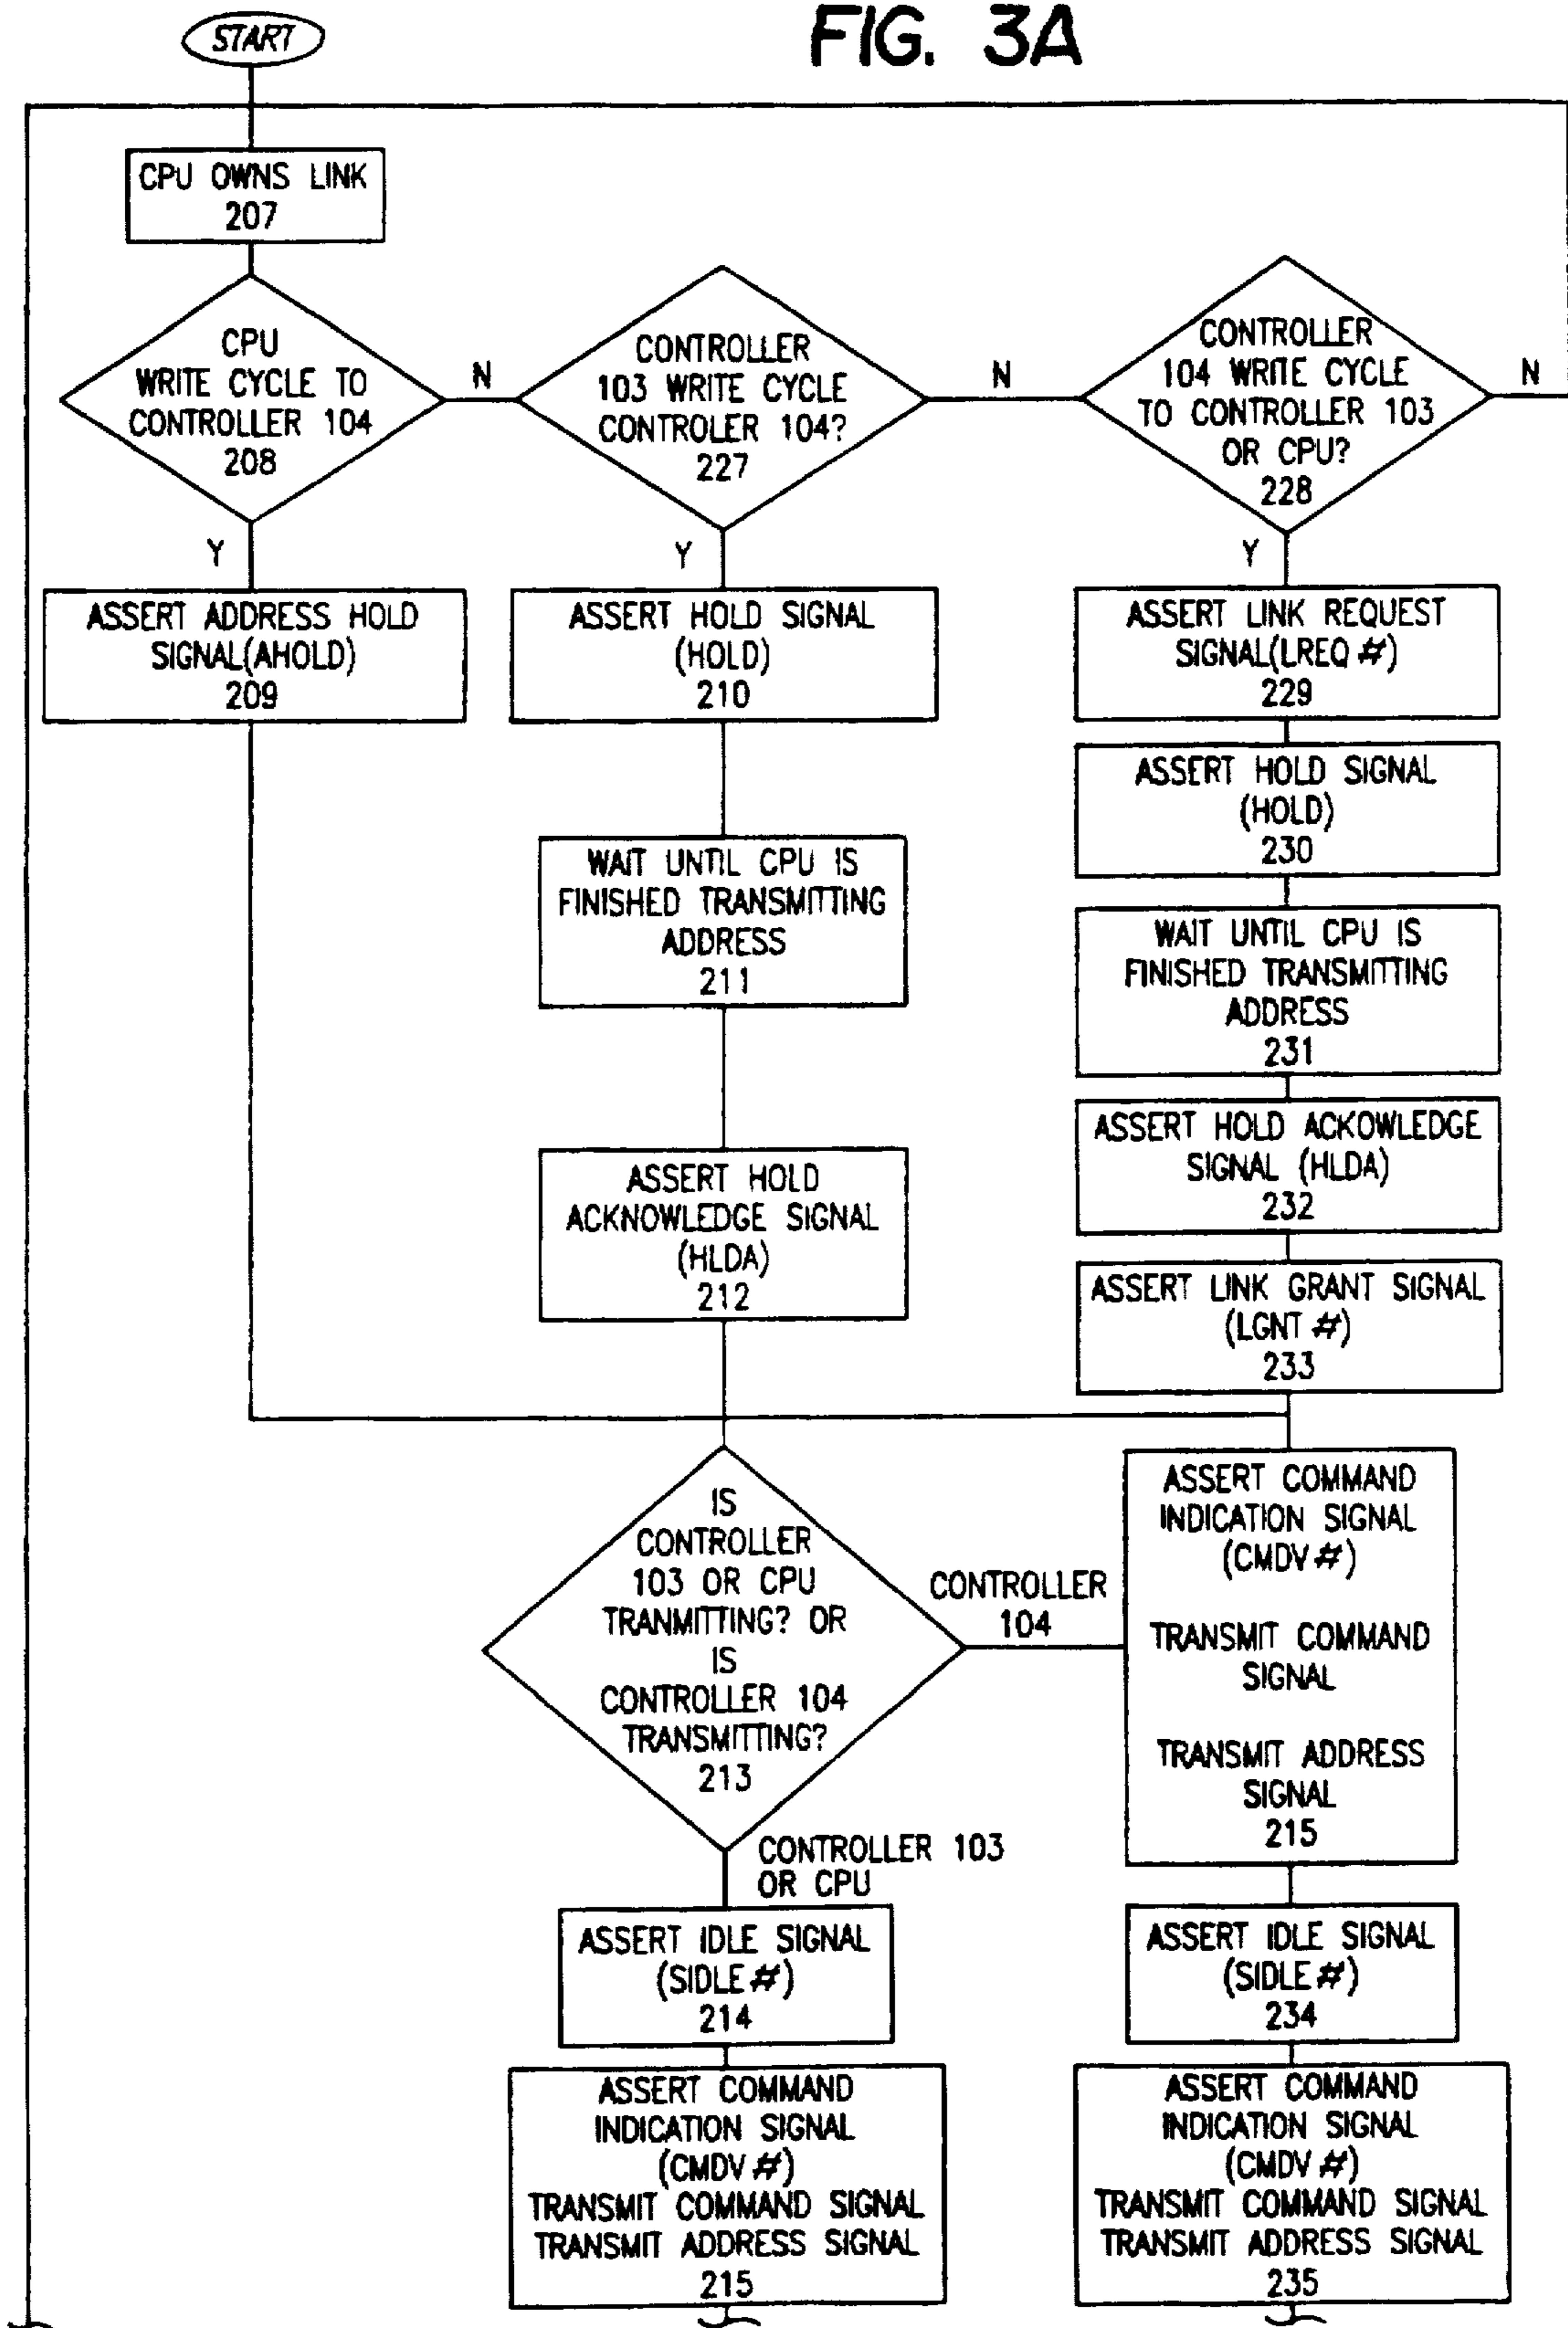 FIG. 3A
START
CPU OWNS LINK
207
CPU
WRITE CYCLE TO
CONTROLLER 104
208
N
CONTROLLER
103 WRITE CYCLE
CONTROLER 104?
227
N
CONTROLLER
104 WRITE CYCLE
TO CONTROLLER 103
OR CPU?
228
N
Y
Y
Y
ASSERT ADDRESS HOLD
SIGNAL(AHOLD)
209
ASSERT HOLD SIGNAL
(HOLD)
210
WAIT UNTIL CPU IS
FINISHED TRANSMITTING
ADDRESS
211
ASSERT HOLD
ACKNOWLEDGE SIGNAL
(HLDA)
212
ASSERT LINK REQUEST
SIGNAL(LREQ #)
229
ASSERT HOLD SIGNAL
(HOLD)
230
WAIT UNTIL CPU IS
FINISHED TRANSMITTING
ADDRESS
231
ASSERT HOLD ACKOWLEDGE
SIGNAL (HLDA)
232
ASSERT LINK GRANT SIGNAL
(LGNT #)
233
IS
CONTROLLER
103 OR CPU
TRANMITTING? OR
IS
CONTROLLER 104
TRANSMITTING?
213
CONTROLLER
104
ASSERT COMMAND
INDICATION SIGNAL
(CMDV #)
TRANSMIT COMMAND
SIGNAL
TRANSMIT ADDRESS
SIGNAL
215
CONTROLLER 103
OR CPU
ASSERT IDLE SIGNAL
(SIDLE #)
214
ASSERT COMMAND
INDICATION SIGNAL
(CMDV #)
TRANSMIT COMMAND SIGNAL
TRANSMIT ADDRESS SIGNAL
215
ASSERT IDLE SIGNAL
(SIDLE #)
234
ASSERT COMMAND
INDICATION SIGNAL
(CMDV #)
TRANSMIT COMMAND SIGNAL
TRANSMIT ADDRESS SIGNAL
235